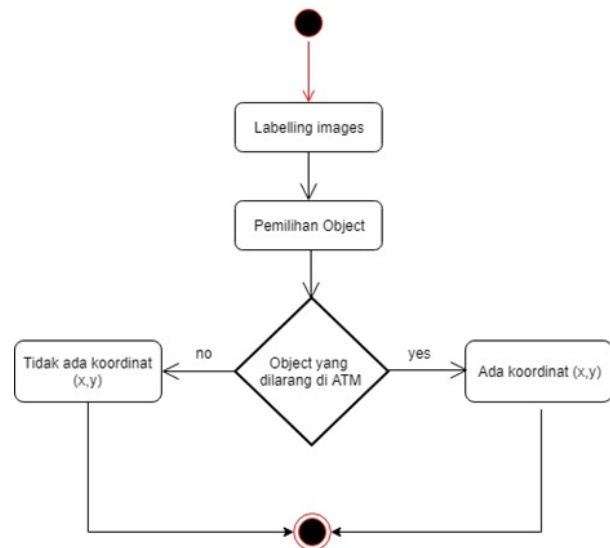 Labelling images
Pemilihan Object
no
Object yang
dilarang di ATM
yes
Tidak ada koordinat
(x,y)
Ada koordinat (x,y)